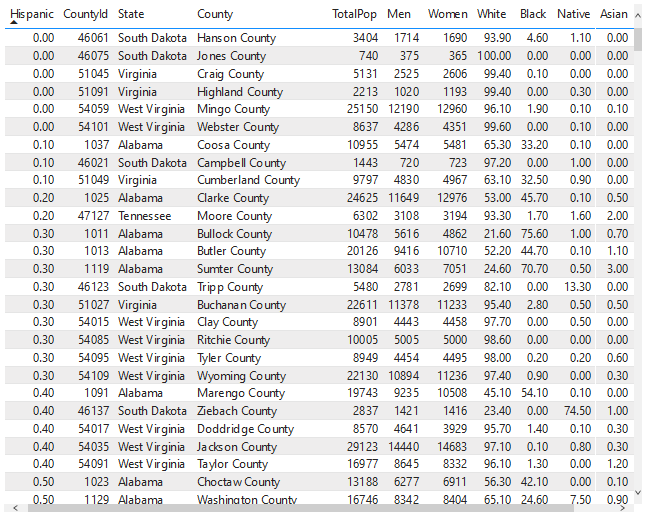 Hispanic CountyId State County TotalPop Men Women White Black Native Asian
0.00 46061 South Dakota Hanson County 3404 1714 1690 93.90 4.60 1.10 0.00
0.00 46075 South Dakota Jones County 740 375 365 100.00 0.00 0.00 0.00
0.00 51045 Virginia Craig County 5131 2525 2606 99.40 0.10 0.00 0.00
0.00 51091 Virginia Highland County 2213 1020 1193 99.40 0.00 0.30 0.00
0.00 54059 West Virginia Mingo County 25150 12190 12960 96.10 1.90 0.10 0.10
0.00 54101 West Virginia Webster County 8637 4286 4351 99.60 0.00 0.10 0.00
0.10 1037 Alabama Coosa County 10955 5474 5481 65.30 33.20 0.10 0.00
0.10 46021 South Dakota Campbell County 1443 720 723 97.20 0.00 1.00 0.00
0.10 51049 Virginia Cumberland County 9797 4830 4967 63.10 32.50 0.90 0.00
0.20 1025 Alabama Clarke County 24625 11649 12976 53.00 45.70 0.10 0.50
0.20 47127 Tennessee Moore County 6302 3108 3194 93.30 1.70 1.60 2.00
0.30 1011 Alabama Bullock County 10478 5616 4862 21.60 75.60 1.00 0.70
0.30 1013 Alabama Butler County 20126 9416 10710 52.20 44.70 0.10 1.10
0.30 1119 Alabama Sumter County 13084 6033 7051 24.60 70.70 0.50 3.00
0.30 46123 South Dakota Tripp County 5480 2781 2699 82.10 0.00 13.30 0.00
0.30 51027 Virginia Buchanan County 22611 11378 11233 95.40 2.80 0.50 0.50
0.30 54015 West Virginia Clay County 8901 4443 4458 97.70 0.00 0.50 0.00
0.30 54085 West Virginia Ritchie County 10005 5005 5000 98.60 0.00 0.00 0.00
0.30 54095 West Virginia Tyler County 8949 4454 4495 98.00 0.20 0.20 0.60
0.30 54109 West Virginia Wyoming County 22130 10894 11236 97.40 0.90 0.00 0.30
0.40 1091 Alabama Marengo County 19743 9235 10508 45.10 54.10 0.10 0.00
0.40 46137 South Dakota Ziebach County 2837 1421 1416 23.40 0.00 74.50 1.00
0.40 54017 West Virginia Doddridge County 8570 4641 3929 95.70 1.40 0.10 0.30
0.40 54035 West Virginia Jackson County 29123 14440 14683 97.10 0.10 0.80 0.30
0.40 54091 West Virginia Taylor County 16977 8645 8332 96.10 1.30 0.00 1.20
0.50 1023 Alabama Choctaw County 13188 6277 6911 56.30 42.10 0.00 0.10
0.50 1129 Alabama Washington County 16746 8342 8404 65.10 24.60 7.50 0.90